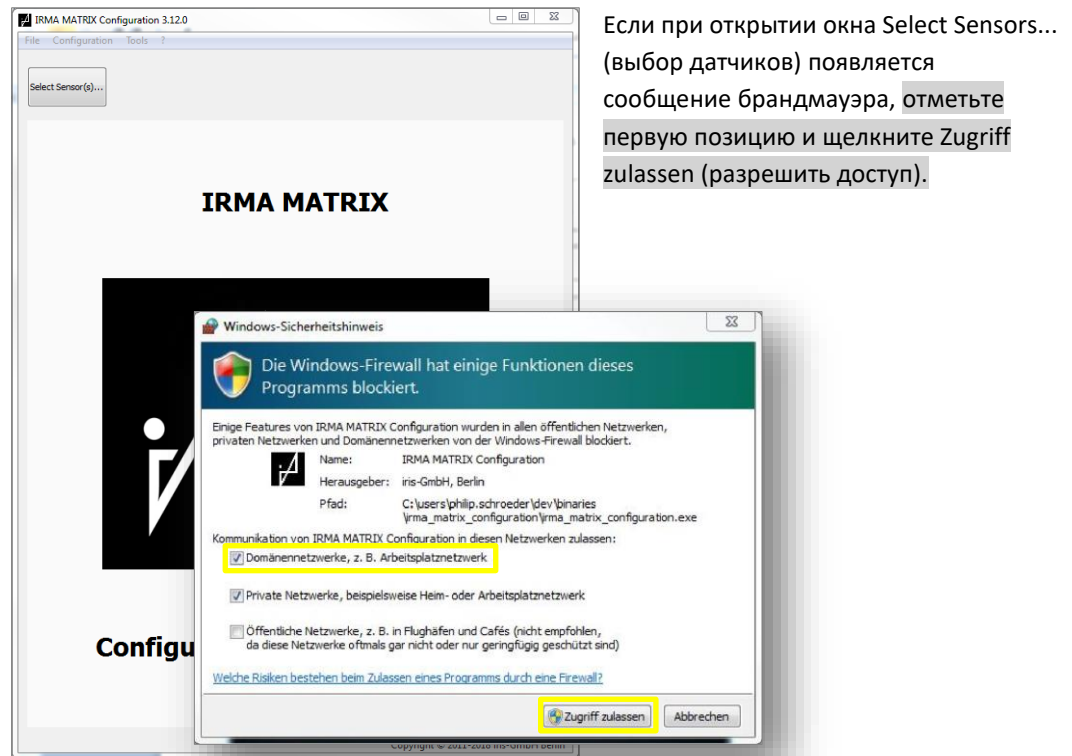 IRMA MATRIX Configuration 3.12.0
File Configuration Tools ?
Select Sensor(s)...
IRMA MATRIX
Configu
Если при открытии окна Select Sensors...
(выбор датчиков) появляется
сообщение брандмауэра, отметьте
первую позицию и щелкните Zugriff
zulassen (разрешить доступ).
Windows-Sicherheitshinweis
Die Windows-Firewall hat einige Funktionen dieses
Programms blockiert.
Einige Features von IRMA MATRIX Configuration wurden in allen öffentlichen Netzwerken,
privaten Netzwerken und Domänennetzwerken von der Windows-Firewall blockiert.
Name: IRMA MATRIX Configuration
Herausgeber: iris-GmbH, Berlin
Pfad: C:\users\philip.schroeder\dev\binaries
\irma_matrix_configuration\irma_matrix_configuration.exe
Kommunikation von IRMA MATRIX Configuration in diesen Netzwerken zulassen:
Domänennetzwerke, z. B. Arbeitsplatznetzwerk
Private Netzwerke, beispielsweise Heim- oder Arbeitsplatznetzwerk
Öffentliche Netzwerke, z. B. in Flughäfen und Cafés (nicht empfohlen,
da diese Netzwerke oftmals gar nicht oder nur geringfügig geschützt sind)
Welche Risiken bestehen beim Zulassen eines Programms durch eine Firewall?
Zugriff zulassen Abbrechen
Copyright © 2011-2018 iris-GmbH Berlin